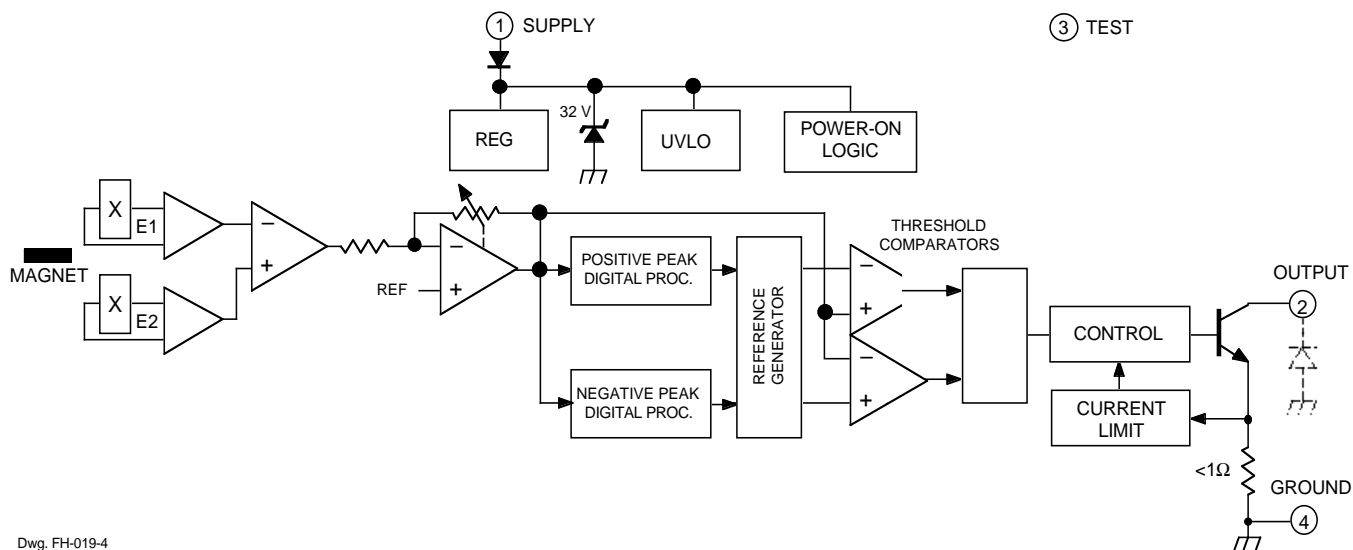 1 SUPPLY
3 TEST
32 V
REG
UVLO
POWER-ON
LOGIC
X
E1
MAGNET
X
E2
−
+
−
REF
+
POSITIVE PEAK
DIGITAL PROC.
NEGATIVE PEAK
DIGITAL PROC.
REFERENCE
GENERATOR
THRESHOLD
COMPARATORS
−
+
−
+
CONTROL
CURRENT
LIMIT
OUTPUT
2
<1Ω
GROUND
4
Dwg. FH-019-4